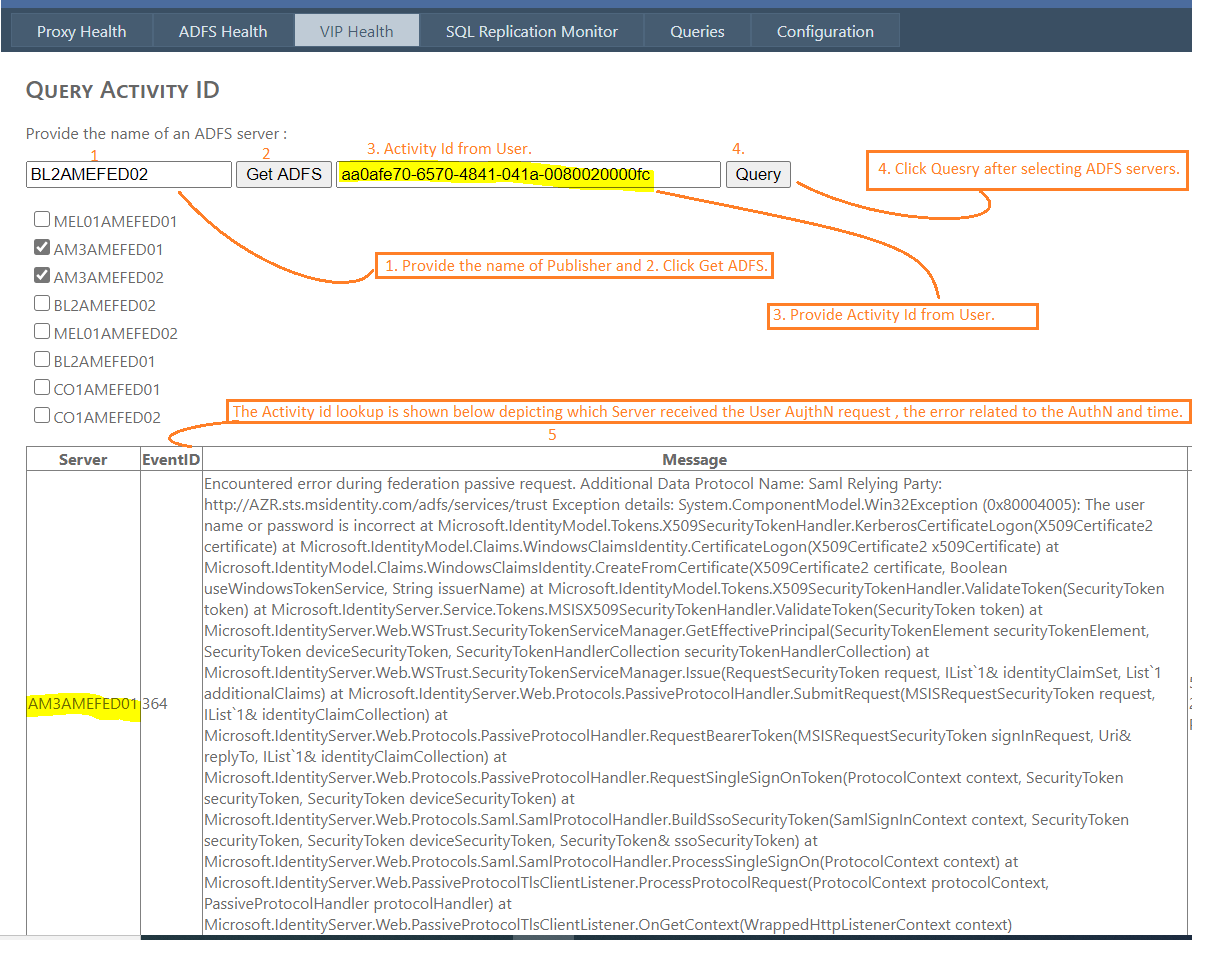 Proxy Health ADFS Health VIP Health SQL Replication Monitor Queries Configuration
Query Activity ID
Provide the name of an ADFS server :
1 2 3. Activity Id from User. 4.
BL2AMEFED02 Get ADFS aa0afe70-6570-4841-041a-0080020000fc Query
4. Click Quesry after selecting ADFS servers.
MEL01AMEFED01
AM3AMEFED01
1. Provide the name of Publisher and 2. Click Get ADFS.
AM3AMEFED02
BL2AMEFED02
3. Provide Activity Id from User.
MEL01AMEFED02
BL2AMEFED01
CO1AMEFED01
CO1AMEFED02
The Activity id lookup is shown below depicting which Server received the User AujthN request , the error related to the AuthN and time.
5
Server EventID Message
AM3AMEFED01 364
Encountered error during federation passive request. Additional Data Protocol Name: Saml Relying Party:
http://AZR.sts.msidentity.com/adfs/services/trust Exception details: System.ComponentModel.Win32Exception (0x80004005): The user
name or password is incorrect at Microsoft.IdentityModel.Tokens.X509SecurityTokenHandler.KerberosCertificateLogon(X509Certificate2
certificate) at Microsoft.IdentityModel.Claims.WindowsClaimsIdentity.CertificateLogon(X509Certificate2 x509Certificate) at
Microsoft.IdentityModel.Claims.WindowsClaimsIdentity.CreateFromCertificate(X509Certificate2 certificate, Boolean
useWindowsTokenService, String issuerName) at Microsoft.IdentityModel.Tokens.X509SecurityTokenHandler.ValidateToken(SecurityToken
token) at Microsoft.IdentityServer.Service.Tokens.MSISX509SecurityTokenHandler.ValidateToken(SecurityToken token) at
Microsoft.IdentityServer.Web.WSTrust.SecurityTokenServiceManager.GetEffectivePrincipal(SecurityTokenElement securityTokenElement,
SecurityToken deviceSecurityToken, SecurityTokenHandlerCollection securityTokenHandlerCollection) at
Microsoft.IdentityServer.Web.WSTrust.SecurityTokenServiceManager.Issue(RequestSecurityToken request, IList`1& identityClaimSet, List`1
additionalClaims) at Microsoft.IdentityServer.Web.Protocols.PassiveProtocolHandler.SubmitRequest(MSISRequestSecurityToken request,
IList`1& identityClaimCollection) at
Microsoft.IdentityServer.Web.Protocols.PassiveProtocolHandler.RequestBearerToken(MSISRequestSecurityToken signInRequest, Uri&
replyTo, IList`1& identityClaimCollection) at
Microsoft.IdentityServer.Web.Protocols.PassiveProtocolHandler.RequestSingleSignOnToken(ProtocolContext context, SecurityToken
securityToken, SecurityToken deviceSecurityToken) at
Microsoft.IdentityServer.Web.Protocols.Saml.SamlProtocolHandler.BuildSsoSecurityToken(SamlSignInContext context, SecurityToken
securityToken, SecurityToken deviceSecurityToken, SecurityToken& ssoSecurityToken) at
Microsoft.IdentityServer.Web.Protocols.Saml.SamlProtocolHandler.ProcessSingleSignOn(ProtocolContext context) at
Microsoft.IdentityServer.Web.PassiveProtocolTlsClientListener.ProcessProtocolRequest(ProtocolContext protocolContext,
PassiveProtocolHandler protocolHandler) at
Microsoft.IdentityServer.Web.PassiveProtocolTlsClientListener.OnGetContext(WrappedHttpListenerContext context)